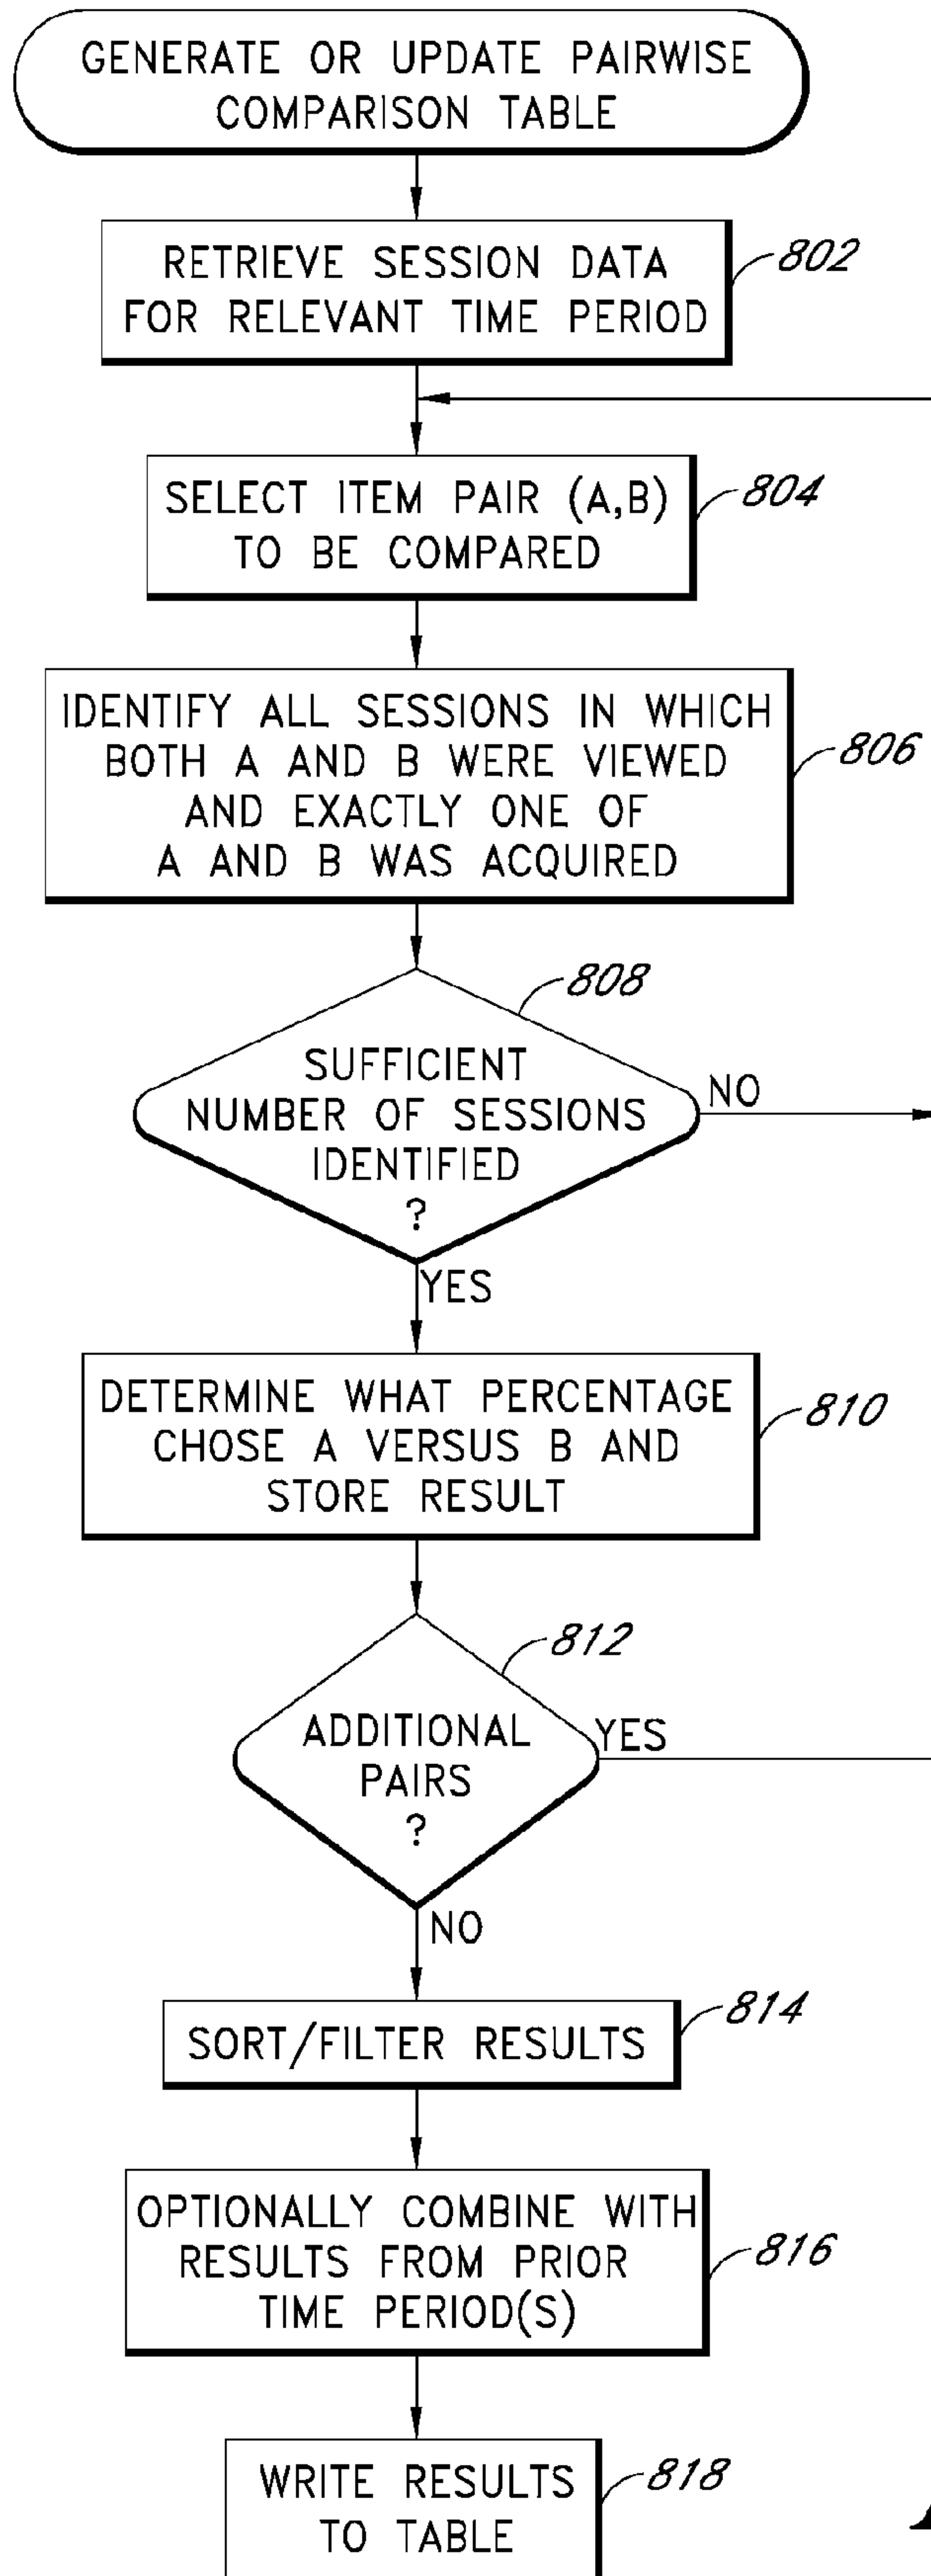 GENERATE OR UPDATE PAIRWISE
COMPARISON TABLE
RETRIEVE SESSION DATA
FOR RELEVANT TIME PERIOD
802
SELECT ITEM PAIR (A,B)
TO BE COMPARED
804
IDENTIFY ALL SESSIONS IN WHICH
BOTH A AND B WERE VIEWED
AND EXACTLY ONE OF
A AND B WAS ACQUIRED
806
808
SUFFICIENT
NUMBER OF SESSIONS
IDENTIFIED
?
NO
YES
DETERMINE WHAT PERCENTAGE
CHOSE A VERSUS B AND
STORE RESULT
810
812
ADDITIONAL
PAIRS
?
YES
NO
SORT/FILTER RESULTS
814
OPTIONALLY COMBINE WITH
RESULTS FROM PRIOR
TIME PERIOD(S)
816
WRITE RESULTS
TO TABLE
818